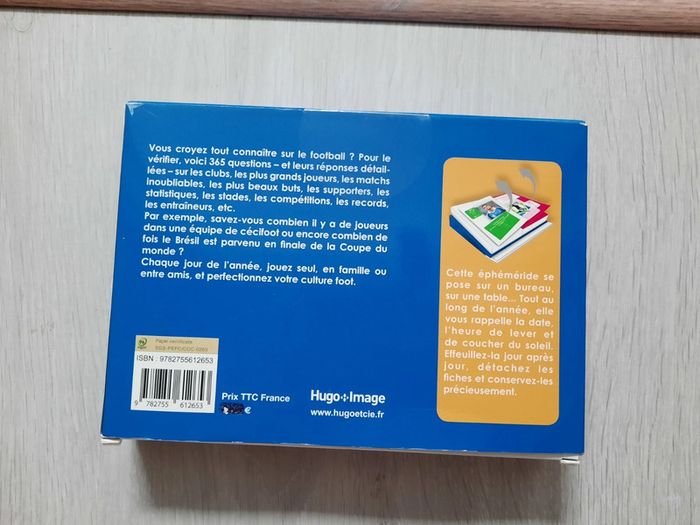 Vous croyez tout connaître sur le football ? Pour le
vérifier, voici 365 questions – et leurs réponses détail-
lées – sur les clubs, les plus grands joueurs, les matchs
inoubliables, les plus beaux buts, les supporters, les
statistiques, les stades, les compétitions, les records,
les entraîneurs, etc.
Par exemple, savez-vous combien il y a de joueurs
dans une équipe de cécifoot ou encore combien de
fois le Brésil est parvenu en finale de la Coupe du
monde ?
Chaque jour de l'année, jouez seul, en famille ou
entre amis, et perfectionnez votre culture foot.
Cette éphéméride se
pose sur un bureau,
sur une table... Tout au
long de l'année, elle
vous rappelle la date,
l'heure de lever et
de coucher du soleil.
Effeuillez-la jour après
jour, détachez les
fiches et conservez-les
précieusement.
Paper certificate
SGS-PEFC/COC-0263
ISBN : 9782755612653
9 782755 612653
Prix TTC France
€
Hugo+Image
www.hugoetcie.fr